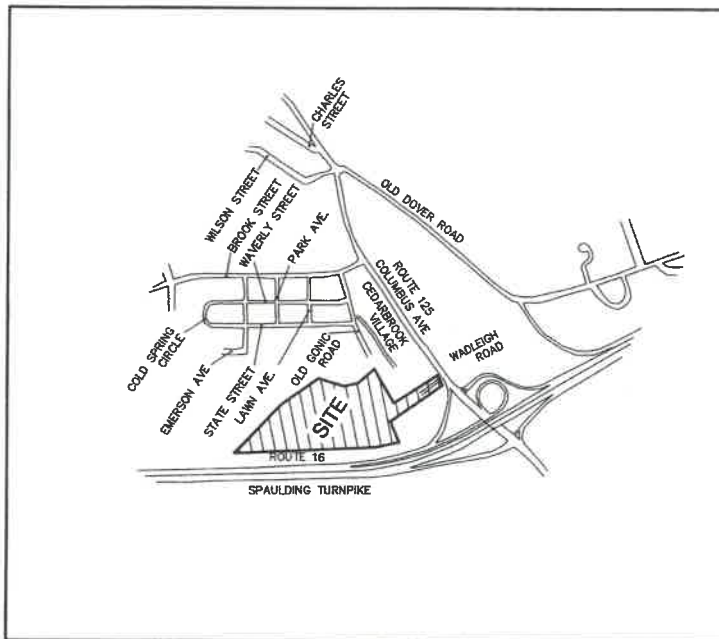 CHARLES
STREET
WILSON STREET
BROOK STREET
WAVERLY STREET
PARK AVE.
OLD DOVER ROAD
ROUTE 125
COLUMBUS AVE
CEDARBROOK
VILLAGE
WADLEIGH
ROAD
COLD SPRING
CIRCLE
EMERSON AVE
STATE STREET
LAWN AVE.
OLD GONIC
ROAD
SITE
ROUTE 16
SPAULDING TURNPIKE